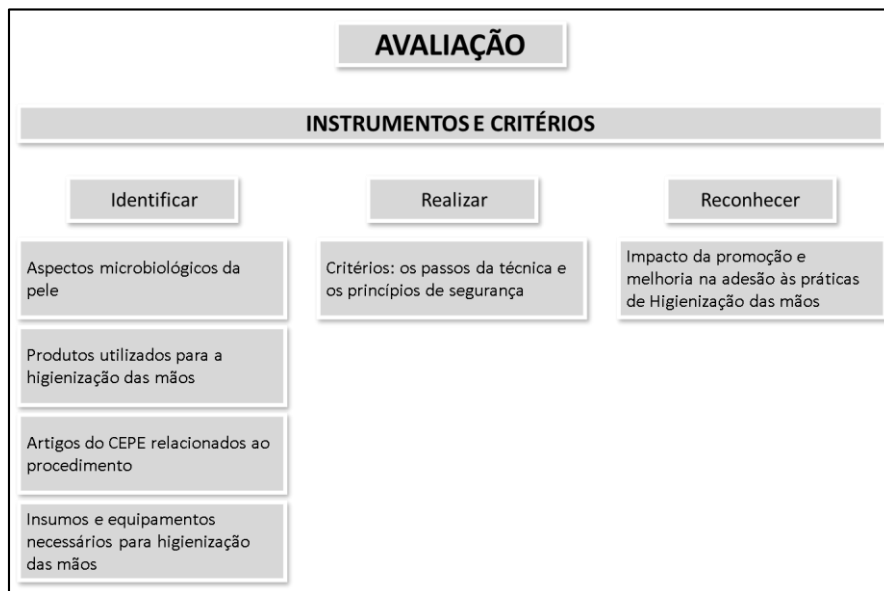 AVALIAÇÃO
INSTRUMENTOS E CRITÉRIOS
Identificar
Aspectos microbiológicos da
pele
Produtos utilizados para a
higienização das mãos
Artigos do CEPE relacionados ao
procedimento
Insumos e equipamentos
necessários para higienização
das mãos
Realizar
Critérios: os passos da técnica e
os princípios de segurança
Reconhecer
Impacto da promoção e
melhoria na adesão às práticas
de Higienização das mãos